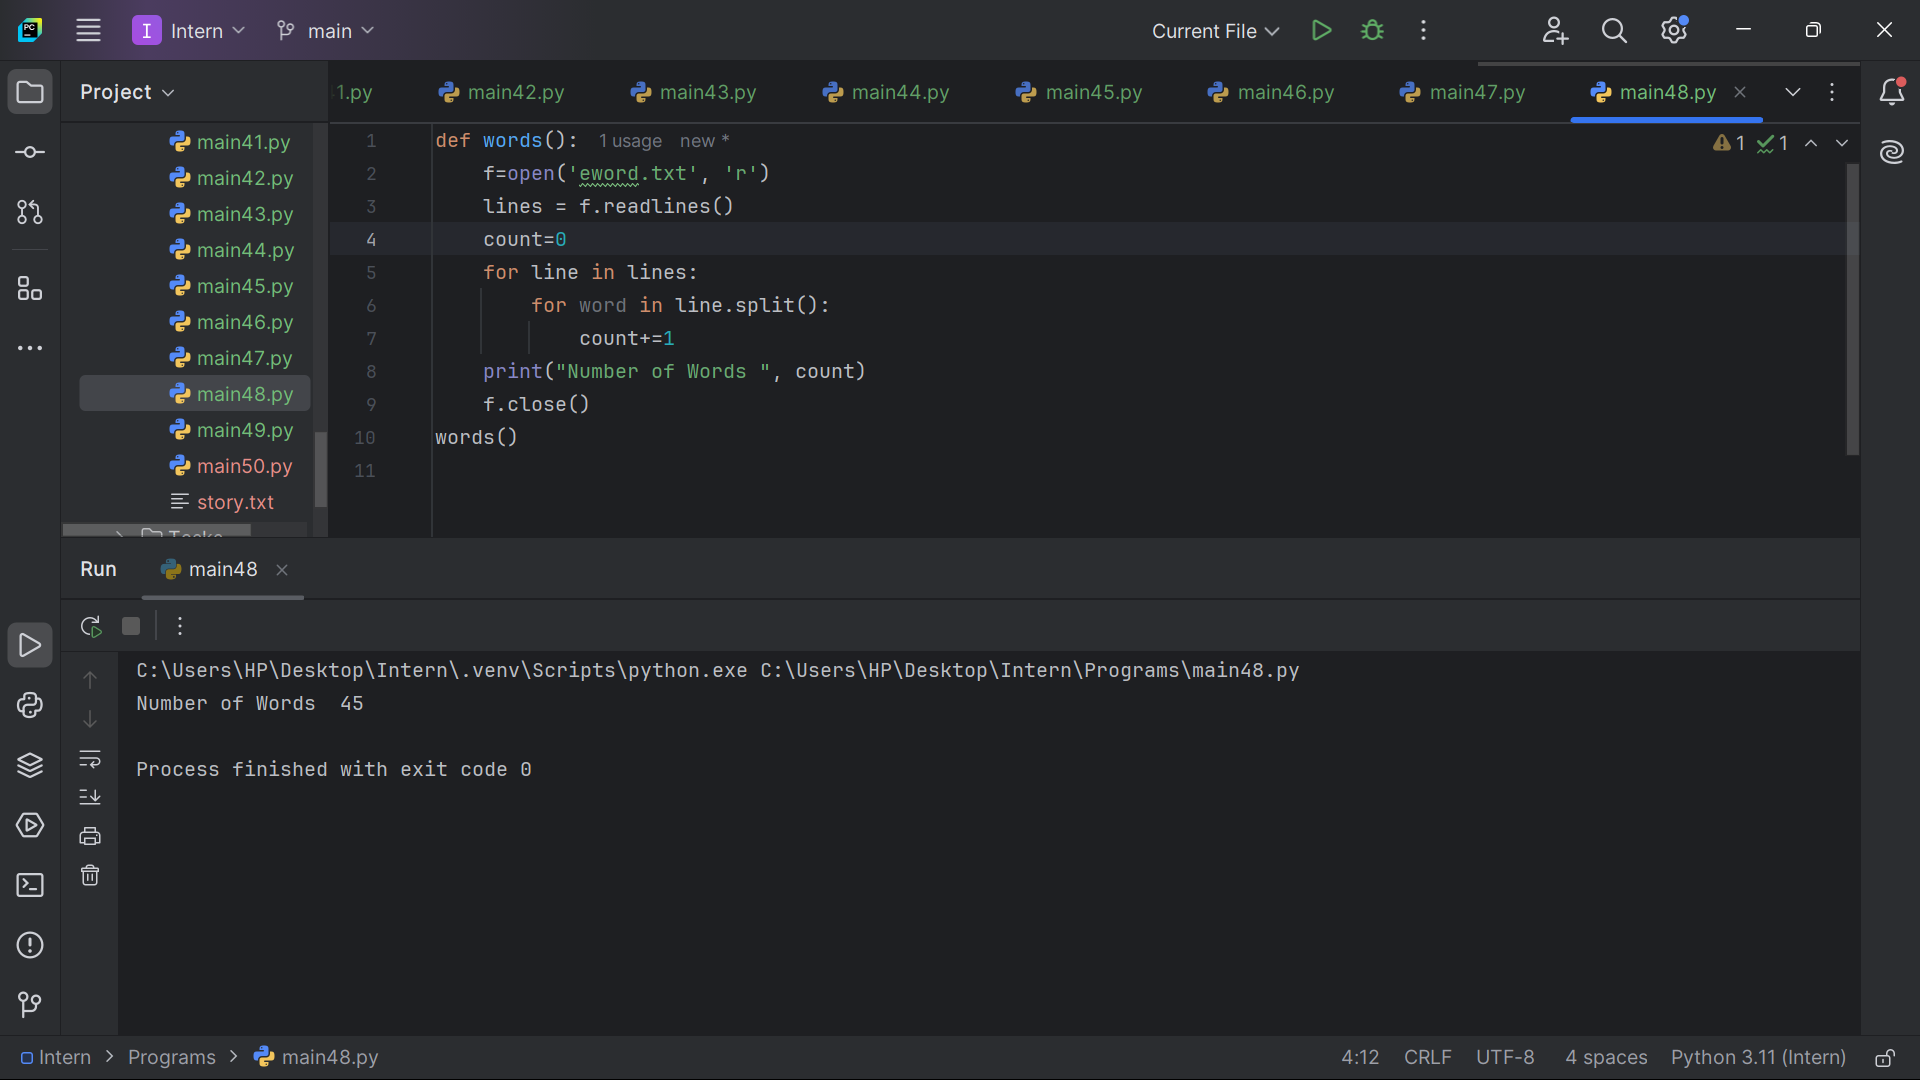 PC
I Intern main Current File
Project
1.py main42.py main43.py main44.py main45.py main46.py main47.py main48.py
main41.py
main42.py
main43.py
main44.py
main45.py
main46.py
main47.py
main48.py
main49.py
main50.py
story.txt
1 def words(): 1 usage new * 1 1
2 f=open('eword.txt', 'r')
3 lines = f.readlines()
4 count=0
5 for line in lines:
6 for word in line.split():
7 count+=1
8 print("Number of Words ", count)
9 f.close()
10 words()
11
Run main48
C:\Users\HP\Desktop\Intern\.venv\Scripts\python.exe C:\Users\HP\Desktop\Intern\Programs\main48.py
Number of Words  45
Process finished with exit code 0
Intern > Programs > main48.py 4:12 CRLF UTF-8 4 spaces Python 3.11 (Intern)